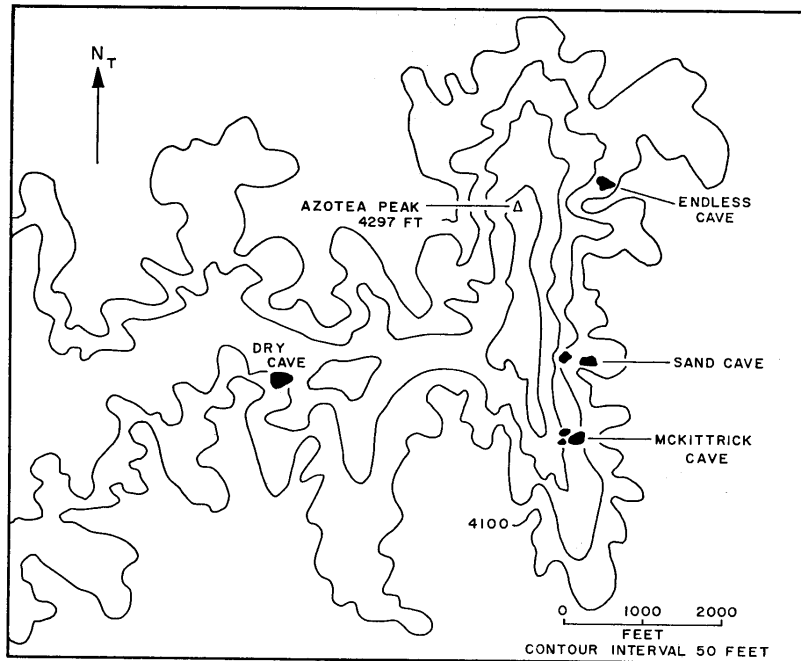 N T
AZOTEA PEAK
4297 FT
ENDLESS
CAVE
DRY
CAVE
SAND CAVE
MCKITTRICK
CAVE
4100
0 1000 2000
FEET
CONTOUR INTERVAL 50 FEET